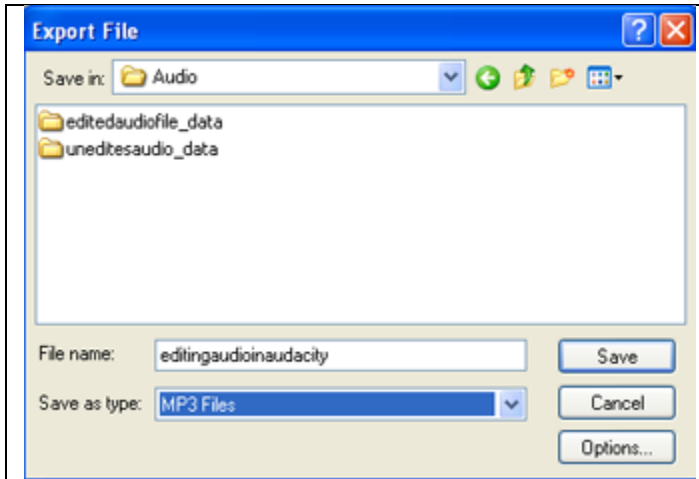 Export File
Save in: Audio
editedaudiofile_data
uneditesaudio_data
File name: editingaudioinaudacity Save
Save as type: MP3 Files Cancel
Options...